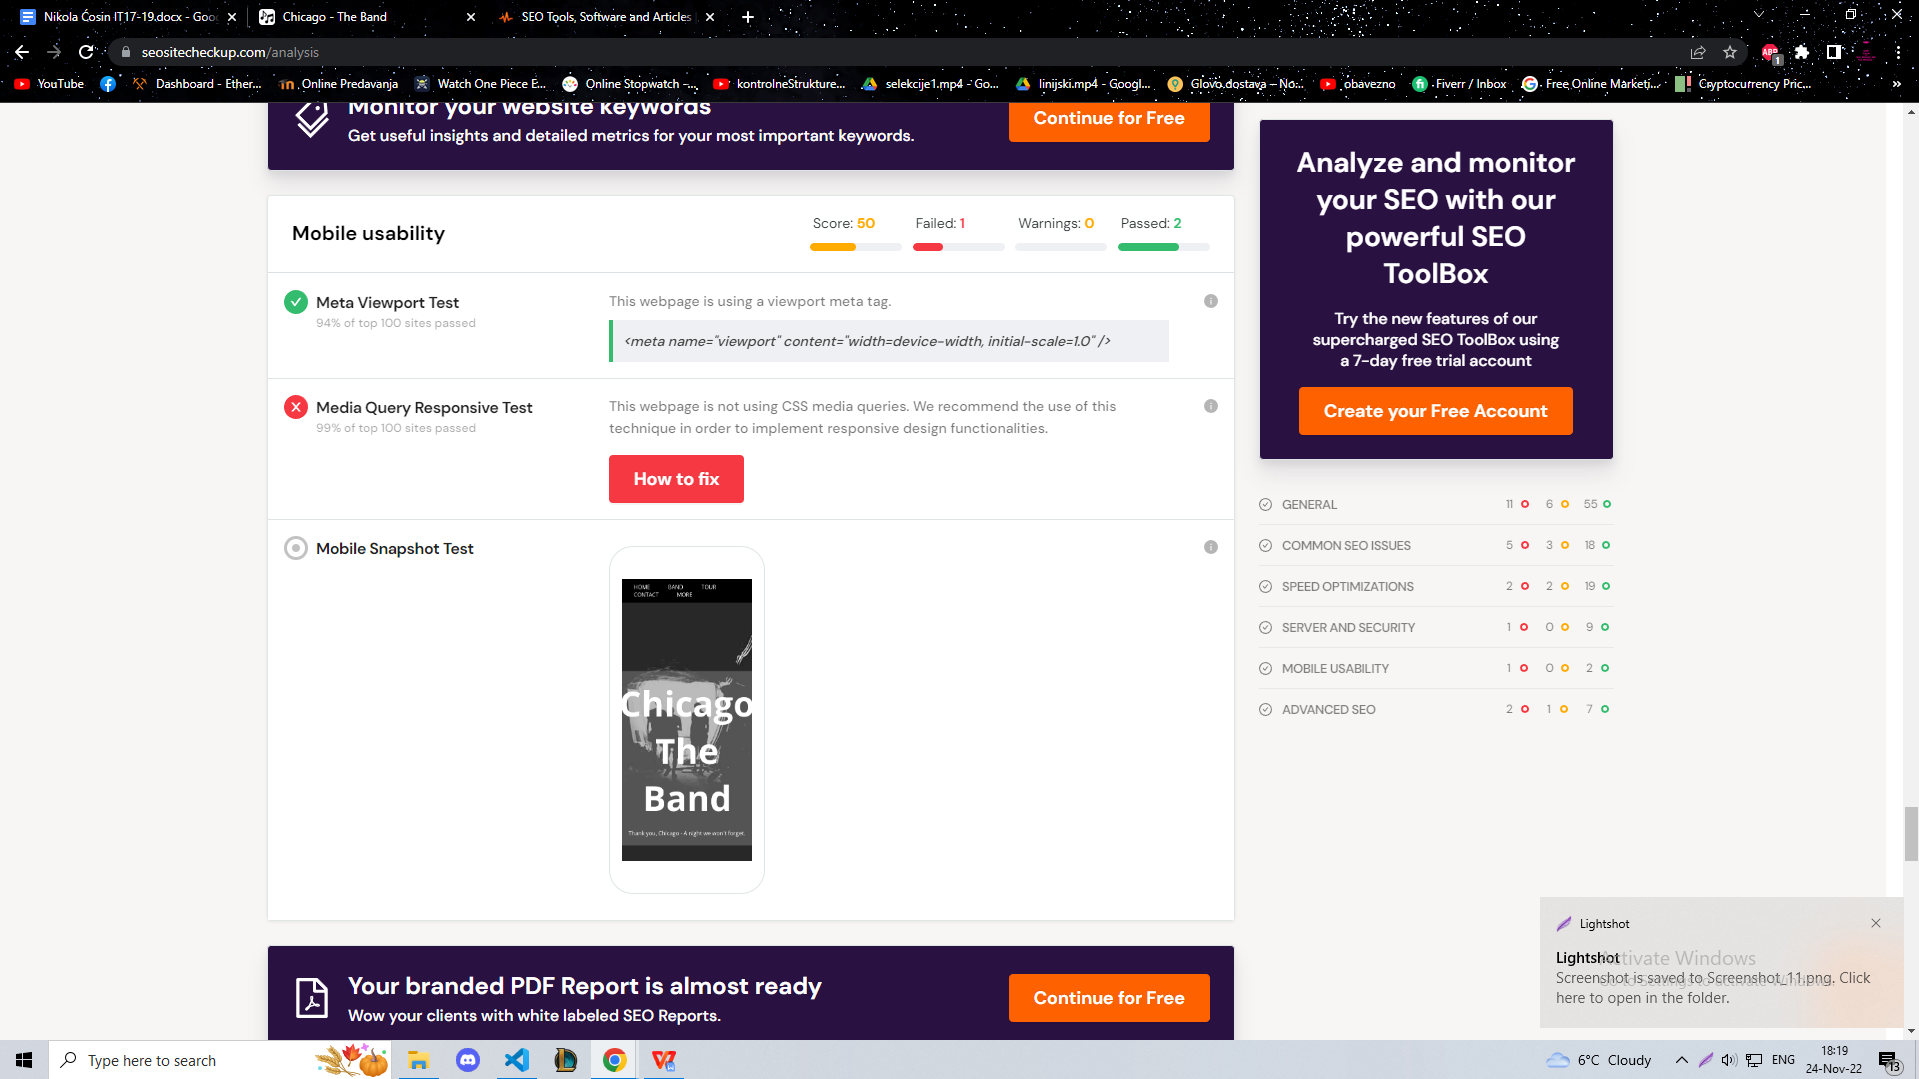 Nikola Ćosin IT17-19.docx - Goo
Chicago - The Band
SEO Tools, Software and Articles
seositecheckup.com/analysis
YouTube
Dashboard - Ether...
Online Predavanja
Watch One Piece E...
Online Stopwatch -...
kontrolneStrukture...
selekcije1.mp4 - Go...
linijski.mp4 - Googl...
Glovo dostava – No...
obavezno
Fiverr / Inbox
Free Online Marketi...
Cryptocurrency Pric...
»
ABP
1
Monitor your website keywords
Get useful insights and detailed metrics for your most important keywords.
Continue for Free
Mobile usability
Score: 50
Failed: 1
Warnings: 0
Passed: 2
Meta Viewport Test
94% of top 100 sites passed
This webpage is using a viewport meta tag.
<meta name="viewport" content="width=device-width, initial-scale=1.0" />
Media Query Responsive Test
99% of top 100 sites passed
This webpage is not using CSS media queries. We recommend the use of this
technique in order to implement responsive design functionalities.
How to fix
Mobile Snapshot Test
HOME BAND TOUR
CONTACT MORE
Chicago
The
Band
Thank you, Chicago - A night we won't forget.
Your branded PDF Report is almost ready
Wow your clients with white labeled SEO Reports.
Continue for Free
Analyze and monitor
your SEO with our
powerful SEO
ToolBox
Try the new features of our
supercharged SEO ToolBox using
a 7-day free trial account
Create your Free Account
GENERAL 11 6 55
COMMON SEO ISSUES 5 3 18
SPEED OPTIMIZATIONS 2 2 19
SERVER AND SECURITY 1 0 9
MOBILE USABILITY 1 0 2
ADVANCED SEO 2 1 7
Lightshot
Lightshot
Activate Windows
Screenshot is saved to Screenshot_11.png. Click
Go to Settings to activate Windows.
here to open in the folder.
Type here to search
6°C Cloudy
ENG
18:19
24-Nov-22
13